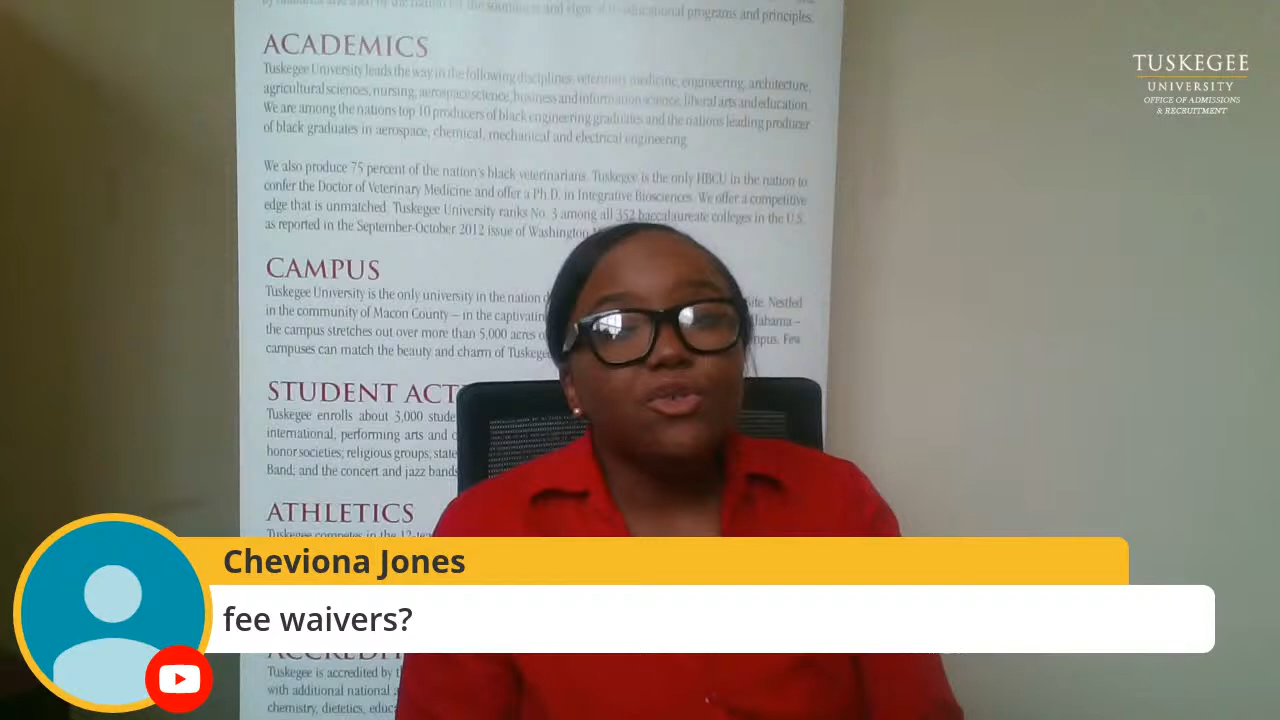 educational programs and principles.
ACADEMICS
Tuskegee University leads the way in the following disciplines: veterinary medicine, engineering, architecture,
agricultural sciences, nursing, aerospace science, business and information science, liberal arts and education.
We are among the nations top 10 producers of black engineering graduates and the nations leading producer
of black graduates in aerospace, chemical, mechanical and electrical engineering.
We also produce 75 percent of the nation's black veterinarians. Tuskegee is the only HBCU in the nation to
confer the Doctor of Veterinary Medicine and offer a Ph.D. in Integrative Biosciences. We offer a competitive
edge that is unmatched. Tuskegee University ranks No. 3 among all 352 baccalaureate colleges in the U.S.
as reported in the September-October 2012 issue of Washington
CAMPUS
Tuskegee University is the only university in the nation Site. Nestled
in the community of Macon County – in the captivating
the campus stretches out over more than 5,000 acres Few
campuses can match the beauty and charm of
STUDENT
Tuskegee enrolls about 3,000
international, performing arts and
honor societies; religious groups,
Band; and the concert and jazz bands
ATHLETICS
Tuskegee competes in the
Tuskegee is accredited by
with additional national
chemistry, dietetics,
TUSKEGEE
UNIVERSITY
OFFICE OF ADMISSIONS
& RECRUITMENT
Cheviona Jones
fee waivers?